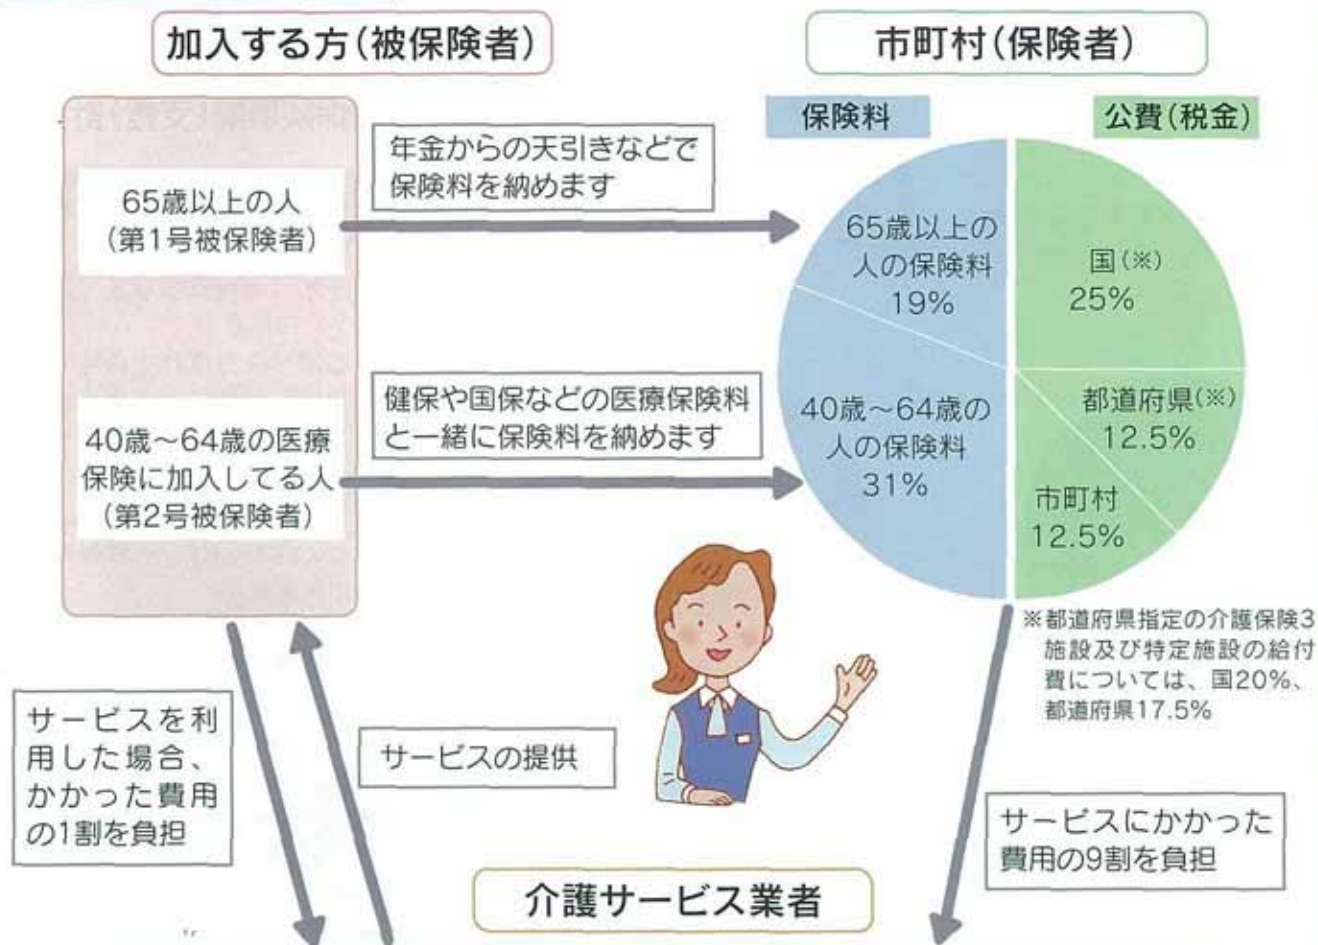 加入する方(被保険者)
市町村(保険者)
保険料
公費(税金)
65歳以上の人
(第1号被保険者)
年金からの天引きなどで
保険料を納めます
65歳以上の
人の保険料
19%
国(※)
25%
40歳〜64歳の医療
保険に加入してる人
(第2号被保険者)
健保や国保などの医療保険料
と一緒に保険料を納めます
40歳〜64歳の
人の保険料
31%
都道府県(※)
12.5%
市町村
12.5%
※都道府県指定の介護保険3
施設及び特定施設の給付
費については、国20%、
都道府県17.5%
サービスを利
用した場合、
かかった費用
の1割を負担
サービスの提供
サービスにかかった
費用の9割を負担
介護サービス業者